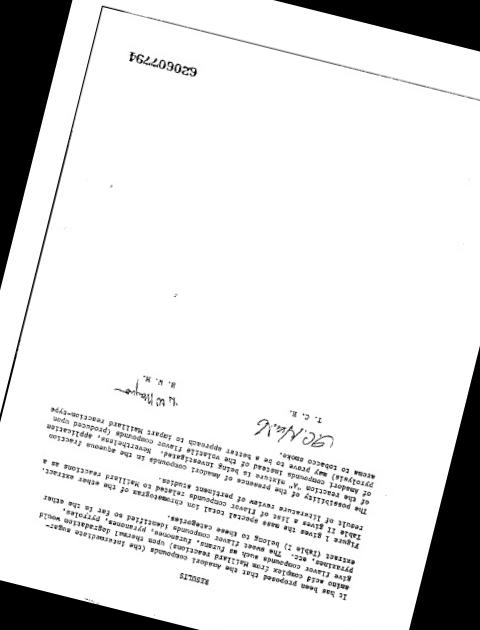 RESULTS
It has been proposed that the Amadori compounds (the intermediate sugar-
amino acid complex from Maillard reactions) upon thermal degradation would
give flavor compounds such as furans, furanones, pyranones, pyrroles,
pyrazines, etc. The sweet flavor compounds identified so far in the ether
extract (Table I) belong to these categories.
Figure 1 gives the mass spectral total ion chromatogram of the ether extract.
Table II gives a list of flavor compounds related to Maillard reactions as a
result of literature review of pertinent studies.
The possibility of the presence of Amadori compounds in the aqueous fraction
of the reaction "A" mixture is being investigated. Nevertheless, application
of Amadori compounds instead of the volatile flavor compounds (produced upon
pyrolysis) may prove to be a better approach to impart Maillard reaction-type
aroma to tobacco smoke.
T. C. H.
H. W. M.
620607794